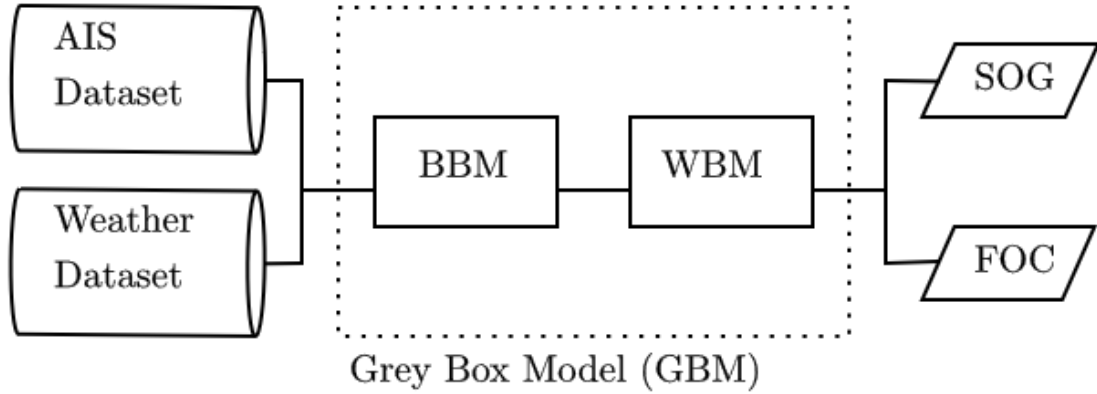 AIS
Dataset
Weather
Dataset
BBM
WBM
SOG
FOC
Grey Box Model (GBM)